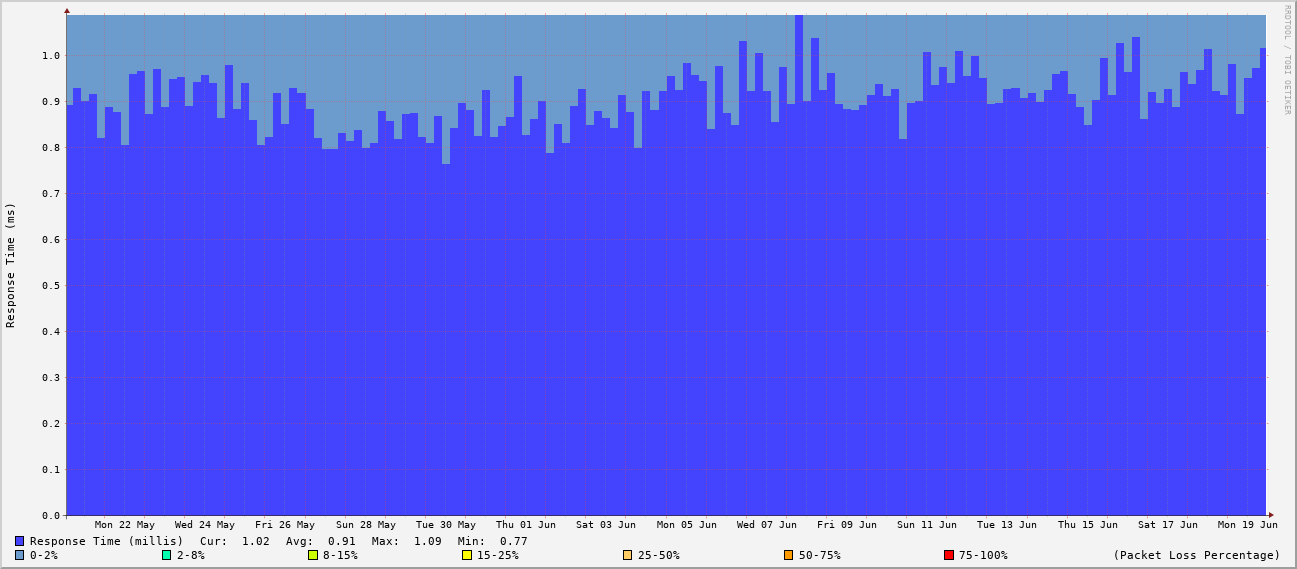 RRDTOOL / TOBI OETIKER
Response Time (ms)
1.0
0.9
0.8
0.7
0.6
0.5
0.4
0.3
0.2
0.1
0.0
Mon 22 May Wed 24 May Fri 26 May Sun 28 May Tue 30 May Thu 01 Jun Sat 03 Jun Mon 05 Jun Wed 07 Jun Fri 09 Jun Sun 11 Jun Tue 13 Jun Thu 15 Jun Sat 17 Jun Mon 19 Jun
Response Time (millis) Cur: 1.02 Avg: 0.91 Max: 1.09 Min: 0.77
0-2% 2-8% 8-15% 15-25% 25-50% 50-75% 75-100% (Packet Loss Percentage)